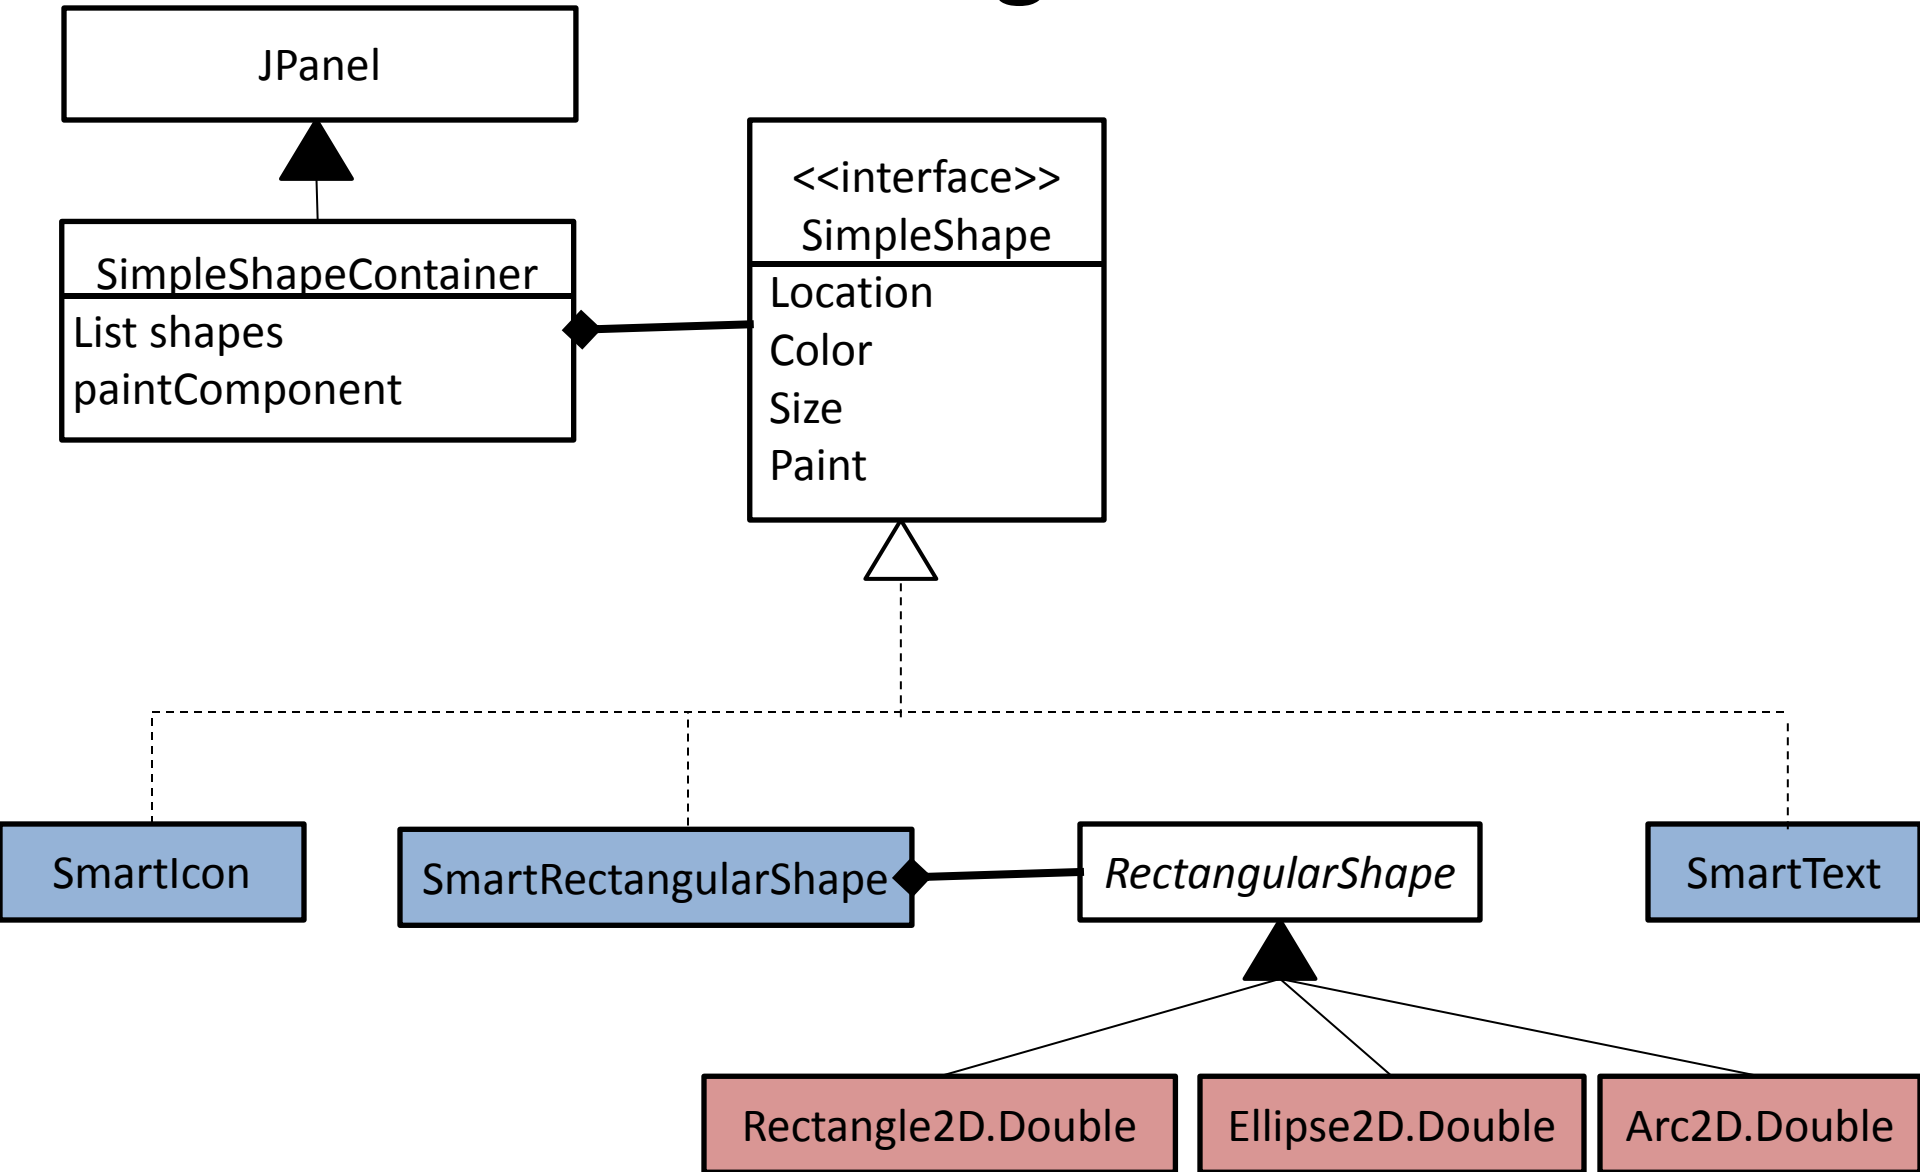 JPanel
<<interface>>
SimpleShape
SimpleShapeContainer
Location
List shapes
Color
paintComponent
Size
Paint
SmartIcon
SmartRectangularShape
RectangularShape
SmartText
Rectangle2D.Double
Ellipse2D.Double
Arc2D.Double